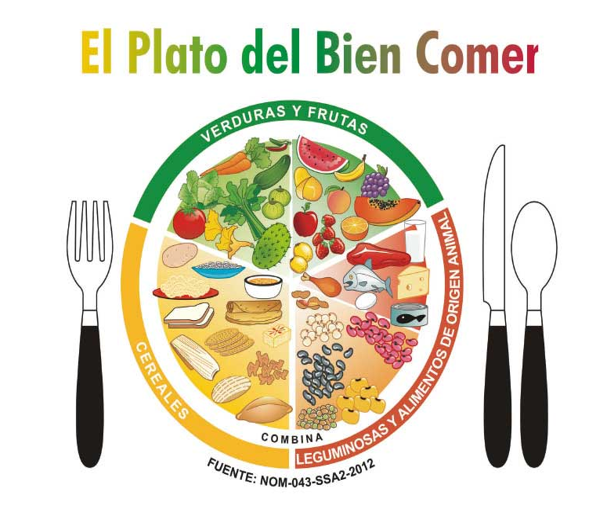 El Plato del Bien Comer
VERDURAS Y FRUTAS
CEREALES
LEGUMINOSAS Y ALIMENTOS DE ORIGEN ANIMAL
COMBINA
FUENTE: NOM-043-SSA2-2012